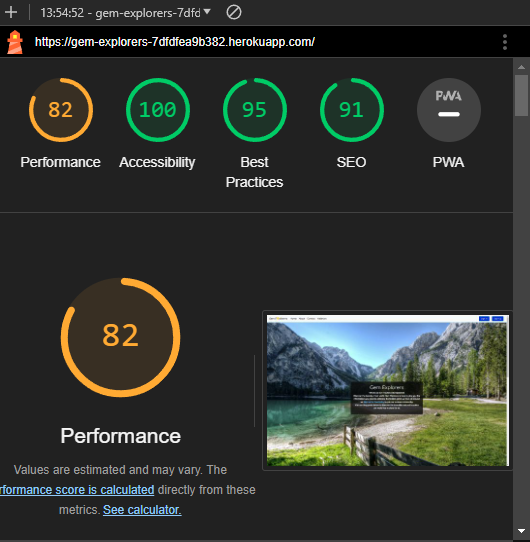 13:54:52 - gem-explorers-7dfd
https://gem-explorers-7dfdfea9b382.herokuapp.com/
82 100 95 91 PWA
Performance Accessibility Best Practices SEO PWA
82
Performance
Values are estimated and may vary. The
rformance score is calculated directly from these
metrics. See calculator.
Gem Explorers